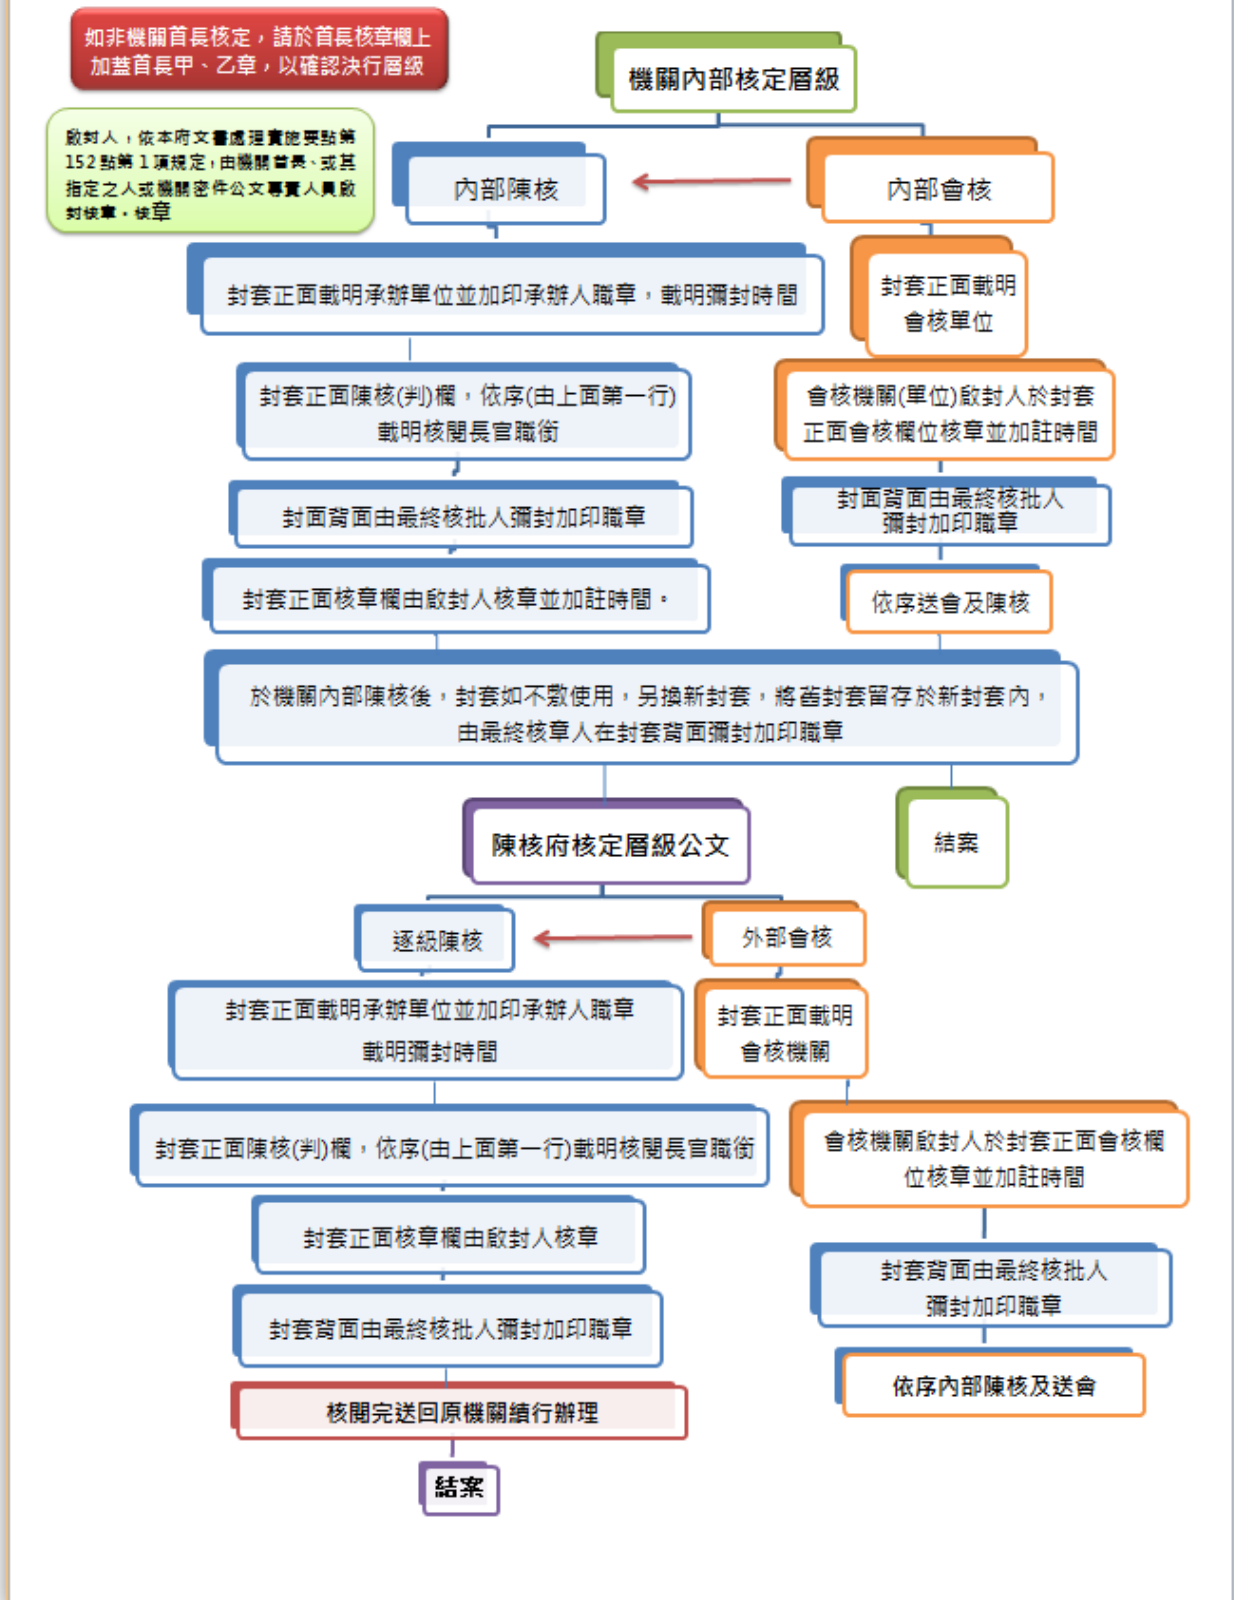 如非機關首長核定，請於首長核章欄上
加蓋首長甲、乙章，以確認決行層級
啟封人，依本府文書處理實施要點第
152點第1項規定，由機關首長、或其
指定之人或機關密件公文專責人員啟
封核章。核章
機關內部核定層級
內部陳核
內部會核
封套正面載明承辦單位並加印承辦人職章，載明彌封時間
封套正面載明
會核單位
封套正面陳核(判)欄，依序(由上面第一行)
載明核閱長官職銜
會核機關(單位)啟封人於封套
正面會核欄位核章並加註時間
封面背面由最終核批人彌封加印職章
封面背面由最終核批人
彌封加印職章
封套正面核章欄由啟封人核章並加註時間。
依序送會及陳核
於機關內部陳核後，封套如不敷使用，另換新封套，將舊封套留存於新封套內，
由最終核章人在封套背面彌封加印職章
陳核府核定層級公文
結案
逐級陳核
外部會核
封套正面載明承辦單位並加印承辦人職章
載明彌封時間
封套正面載明
會核機關
封套正面陳核(判)欄，依序(由上面第一行)載明核閱長官職銜
會核機關啟封人於封套正面會核欄
位核章並加註時間
封套正面核章欄由啟封人核章
封套背面由最終核批人
彌封加印職章
封套背面由最終核批人彌封加印職章
依序內部陳核及送會
核閱完送回原機關續行辦理
結案